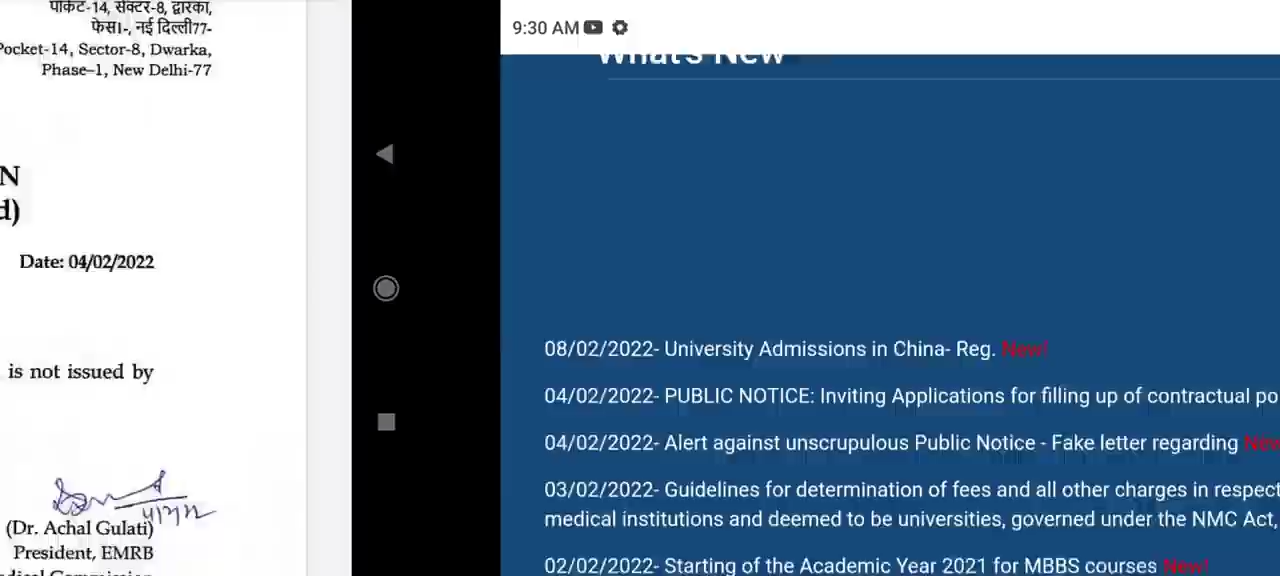 पॉकेट-14, सेक्टर-8, द्वारका,
फेस।-, नई दिल्ली77-
Pocket-14, Sector-8, Dwarka,
Phase–1, New Delhi-77
N
d)
Date: 04/02/2022
is not issued by
4/2/22
(Dr. Achal Gulati)
President, EMRB
9:30 AM
What's New
08/02/2022- University Admissions in China- Reg. New!
04/02/2022- PUBLIC NOTICE: Inviting Applications for filling up of contractual po
04/02/2022- Alert against unscrupulous Public Notice - Fake letter regarding New
03/02/2022- Guidelines for determination of fees and all other charges in respect
medical institutions and deemed to be universities, governed under the NMC Act,
02/02/2022- Starting of the Academic Year 2021 for MBBS courses New!